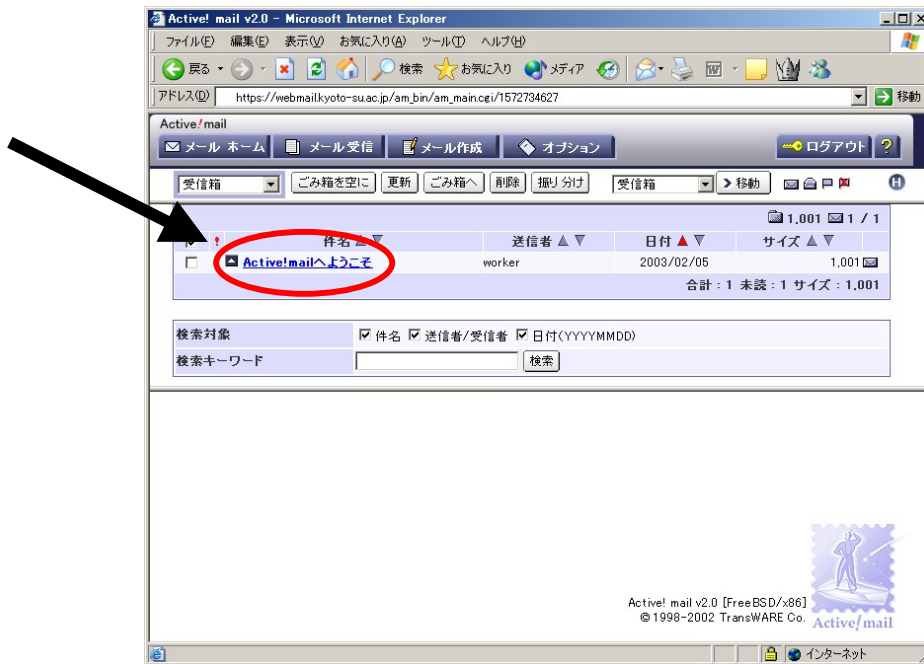 Active! mail v2.0 - Microsoft Internet Explorer
ファイル(F) 編集(E) 表示(V) お気に入り(A) ツール(T) ヘルプ(H)
戻る 検索 お気に入り メディア
アドレス(D) https://webmail.kyoto-su.ac.jp/am_bin/am_main.cgi/1572734627 移動
Active!mail
メール ホーム メール受信 メール作成 オプション ログアウト ?
受信箱 ごみ箱を空に 更新 ごみ箱へ 削除 振り分け 受信箱 移動 H
1,001 1 / 1
! 件名 ▲ ▼ 送信者 ▲ ▼ 日付 ▲ ▼ サイズ ▲ ▼
Active!mailへようこそ worker 2003/02/05 1,001
合計 : 1 未読 : 1 サイズ : 1,001
検索対象 件名 送信者/受信者 日付(YYYYMMDD)
検索キーワード 検索
Active! mail v2.0 [FreeBSD/x86]
©1998-2002 TransWARE Co.
Active!mail
インターネット